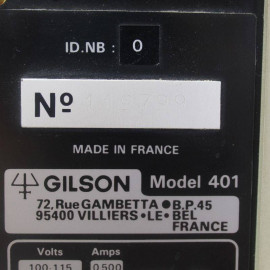 ID.NB : 0
Nº
MADE IN FRANCE
GILSON Model 401
72,Rue GAMBETTA ● B.P.45
95400 VILLIERS • LE • BEL
FRANCE
Volts Amps
100-115 0.500